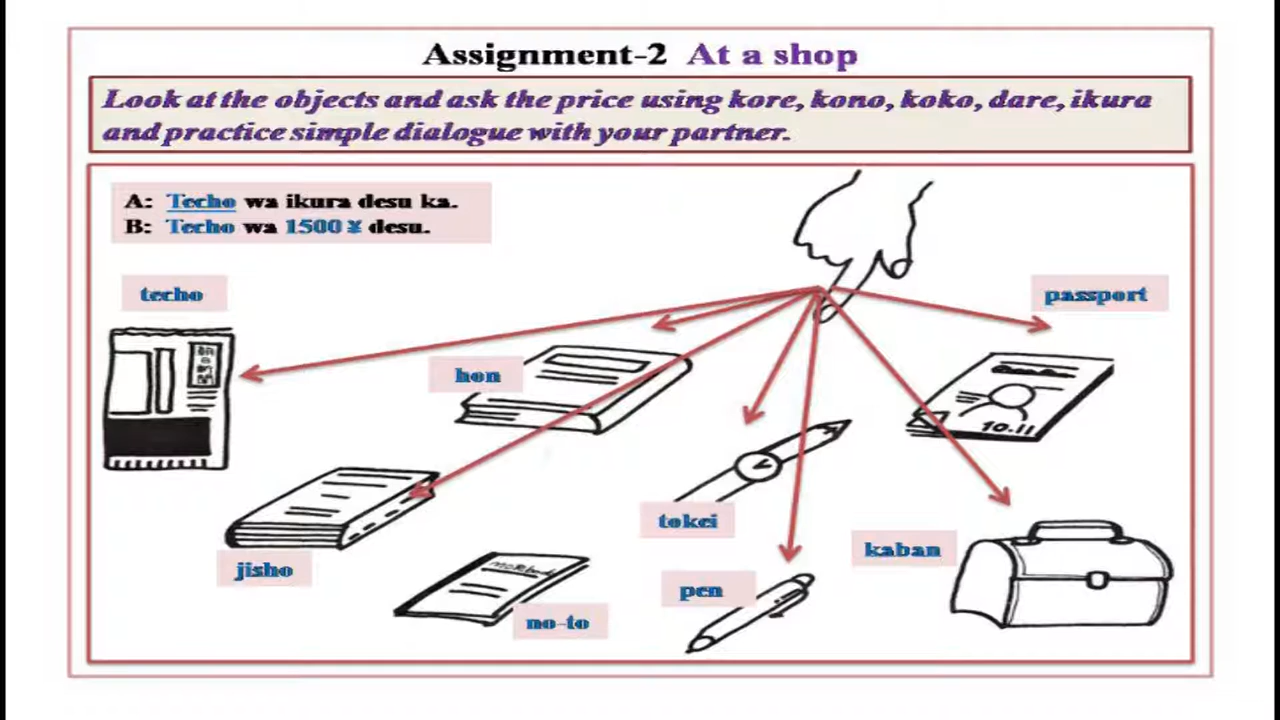 Assignment-2 At a shop
Look at the objects and ask the price using kore, kono, koko, dare, ikura
and practice simple dialogue with your partner.
A: Techo wa ikura desu ka.
B: Techo wa 1500 ¥ desu.
techo
passport
hon
10.11
tokei
kaban
jisho
pen
no-to